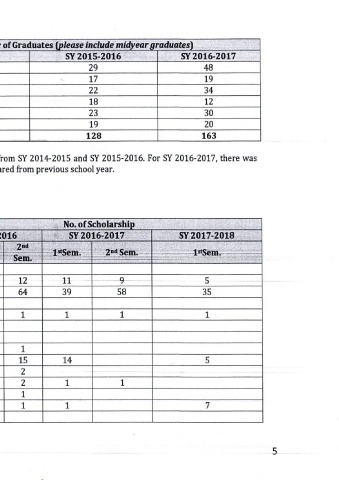 of Graduates (please include midyear graduates)
SY 2015-2016 SY 2016-2017
29 48
17 19
22 34
18 12
23 30
19 20
128 163
from SY 2014-2015 and SY 2015-2016. For SY 2016-2017, there was
ared from previous school year.
No. of Scholarship
2016 SY 2016-2017 SY 2017-2018
2nd Sem. 1stSem. 2nd Sem. 1stSem.
12 11 9 5
64 39 58 35
1 1 1 1
1
15 14 5
2
2 1 1
1
1 1 7
5